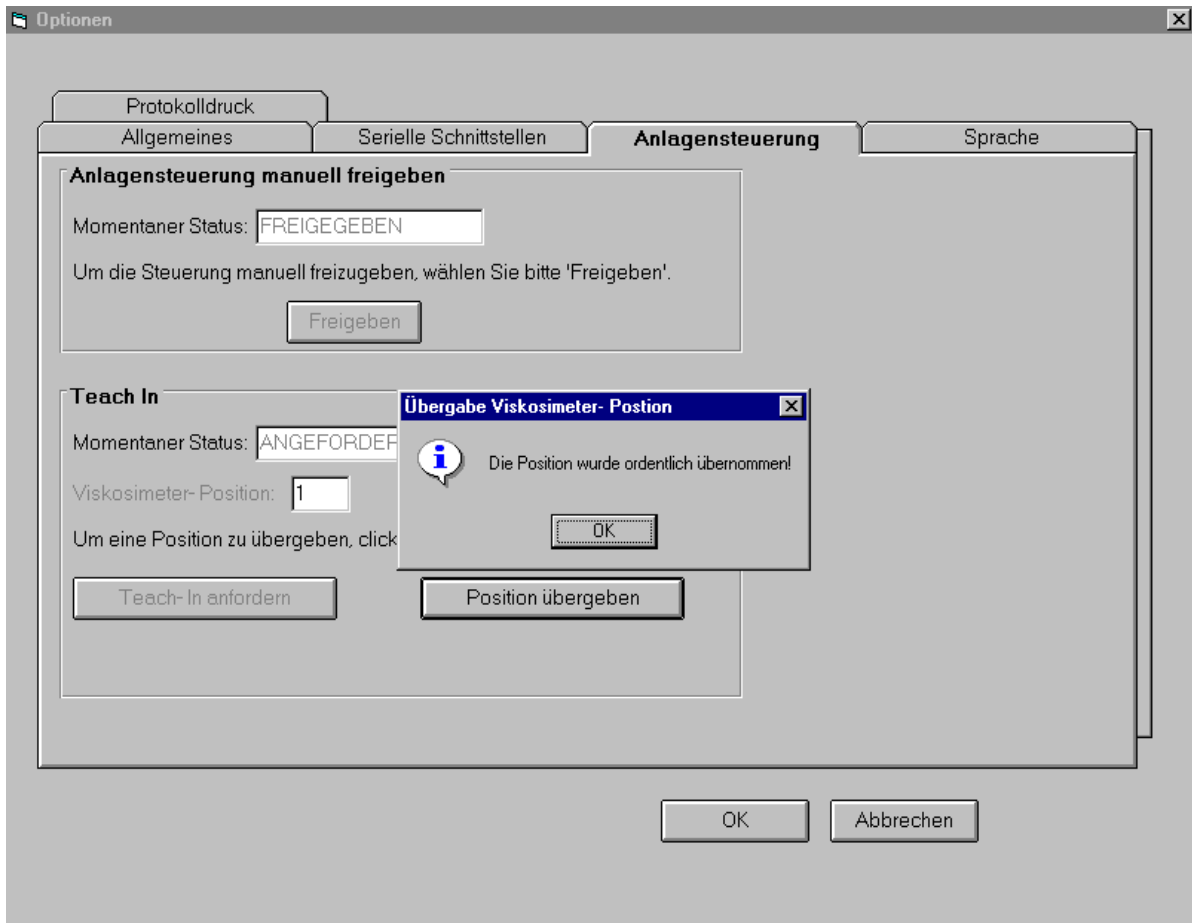 Optionen
Protokolldruck
Allgemeines Serielle Schnittstellen Anlagensteuerung Sprache
Anlagensteuerung manuell freigeben
Momentaner Status: FREIGEGEBEN
Um die Steuerung manuell freizugeben, wählen Sie bitte 'Freigeben'.
Freigeben
Teach In
Momentaner Status: ANGEFORDER
Viskosimeter- Position: 1
Um eine Position zu übergeben, click
Teach- In anfordern Position übergeben
Übergabe Viskosimeter- Postion
Die Position wurde ordentlich übernommen!
OK
OK Abbrechen